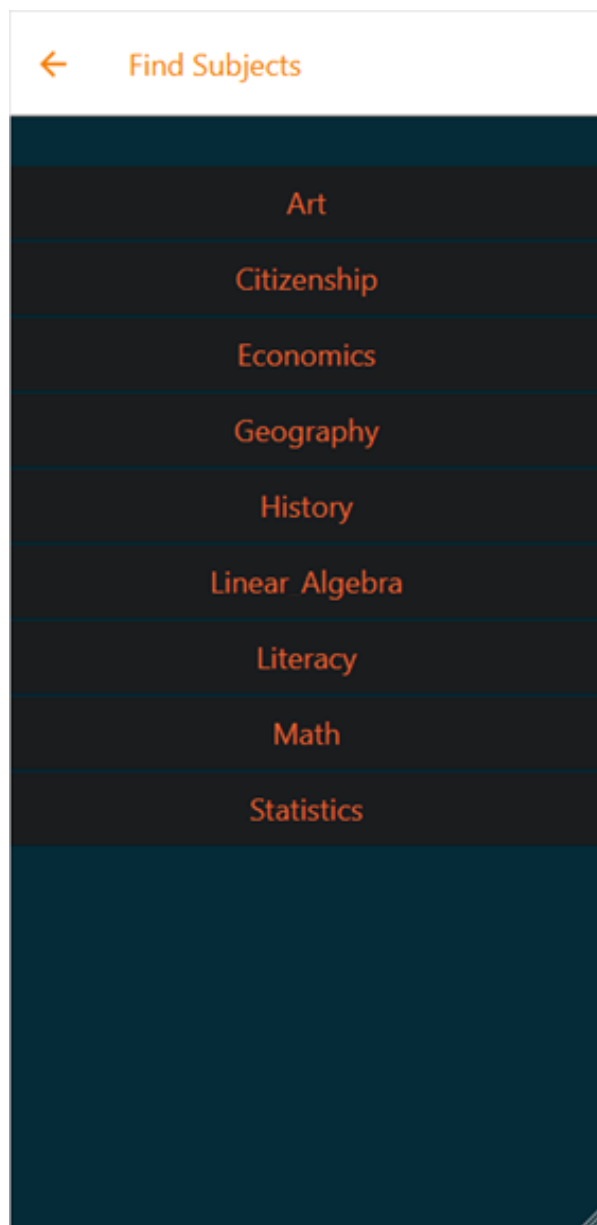 Find Subjects
Art
Citizenship
Economics
Geography
History
Linear Algebra
Literacy
Math
Statistics